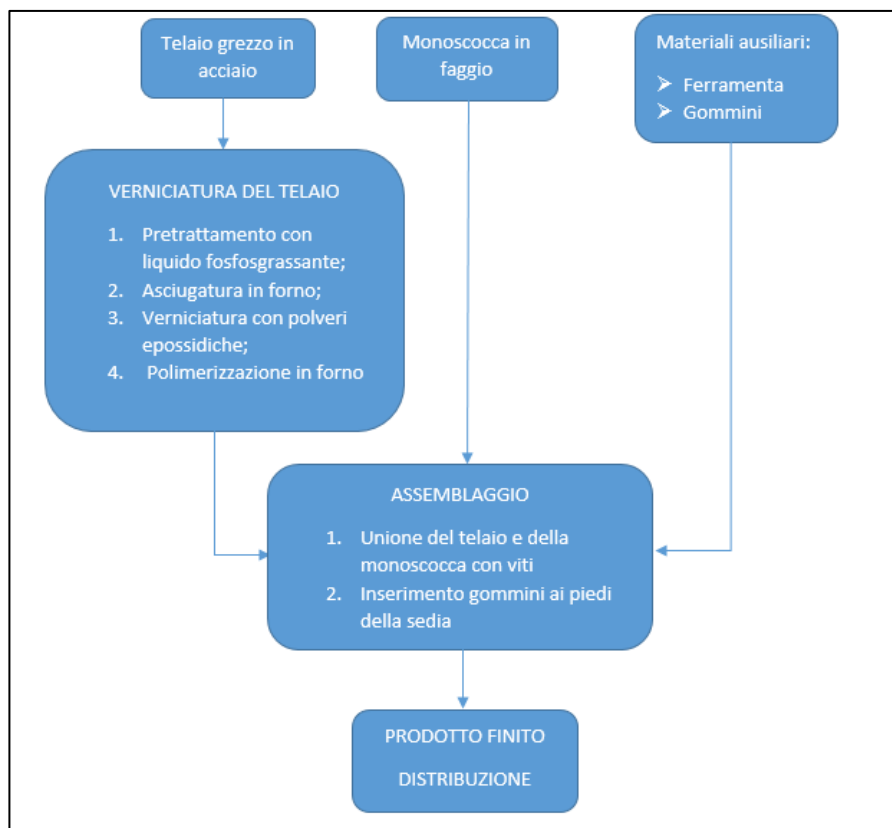 Telaio grezzo in
acciaio
Monoscocca in
faggio
Materiali ausiliari:
➢ Ferramenta
➢ Gommini
VERNICIATURA DEL TELAIO
1. Pretrattamento con
liquido fosfosgrassante;
2. Asciugatura in forno;
3. Verniciatura con polveri
epossidiche;
4. Polimerizzazione in forno
ASSEMBLAGGIO
1. Unione del telaio e della
monoscocca con viti
2. Inserimento gommini ai piedi
della sedia
PRODOTTO FINITO
DISTRIBUZIONE